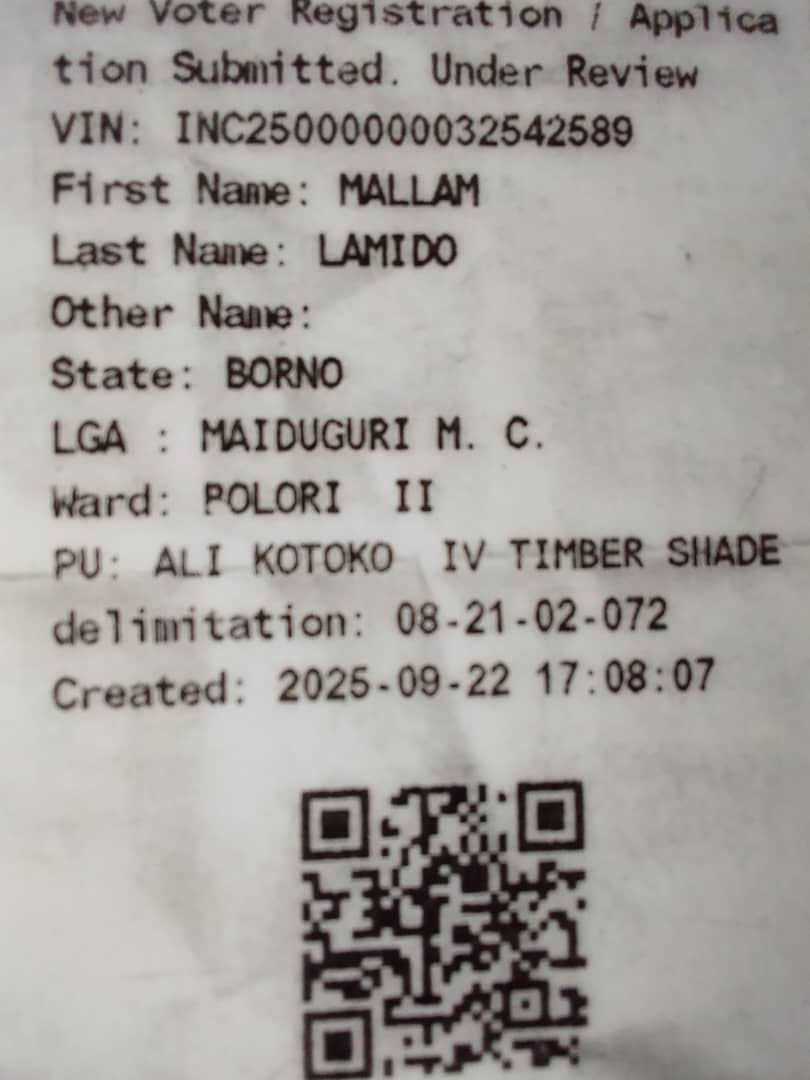 New Voter Registration / Applica
tion Submitted. Under Review
VIN: INC25000000032542589
First Name: MALLAM
Last Name: LAMIDO
Other Name:
State: BORNO
LGA : MAIDUGURI M. C.
Ward: POLORI II
PU: ALI KOTOKO IV TIMBER SHADE
delimitation: 08-21-02-072
Created: 2025-09-22 17:08:07